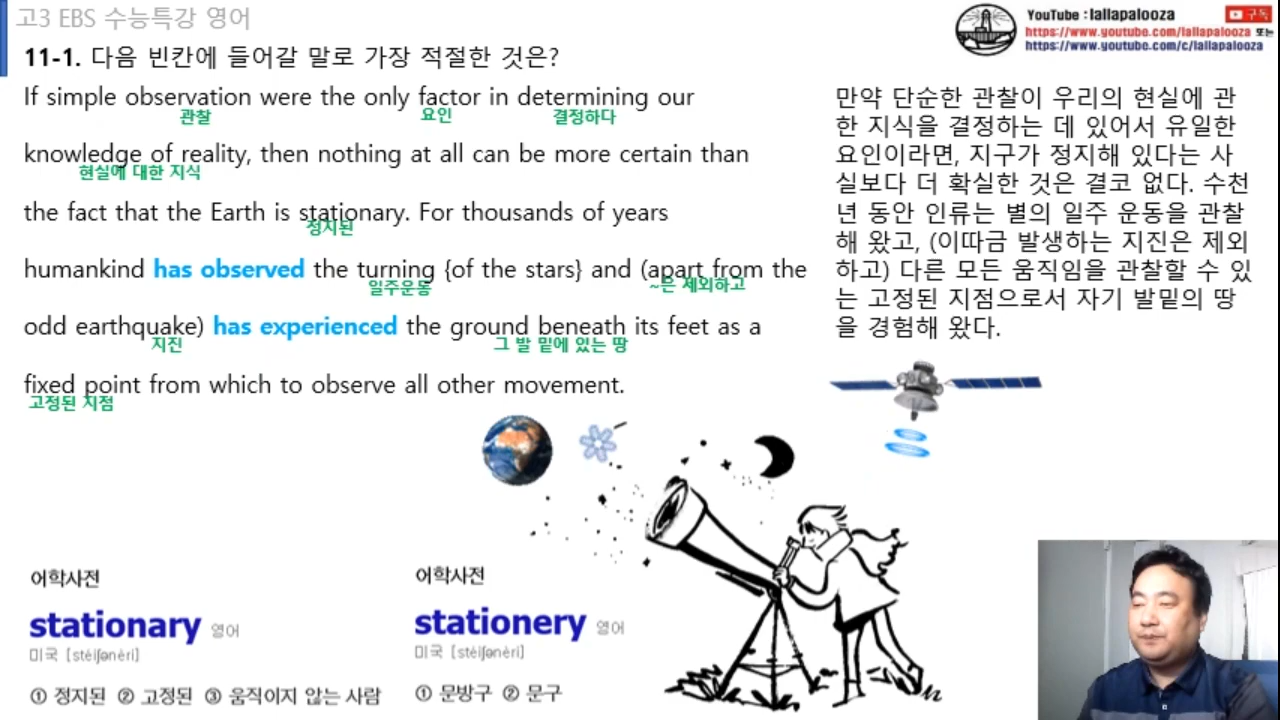 고3 EBS 수능특강 영어
YouTube : lallapalooza
구독
https://www.youtube.com/lallapalooza 또는
https://www.youtube.com/c/lallapalooza
11-1. 다음 빈칸에 들어갈 말로 가장 적절한 것은?
If simple observation were the only factor in determining our
관찰 요인 결정하다
knowledge of reality, then nothing at all can be more certain than
현실에 대한 지식
the fact that the Earth is stationary. For thousands of years
정지된
humankind has observed the turning {of the stars} and (apart from the
일주운동 ~은 제외하고
odd earthquake) has experienced the ground beneath its feet as a
지진 그 발 밑에 있는 땅
fixed point from which to observe all other movement.
고정된 지점
만약 단순한 관찰이 우리의 현실에 관
한 지식을 결정하는 데 있어서 유일한
요인이라면, 지구가 정지해 있다는 사
실보다 더 확실한 것은 결코 없다. 수천
년 동안 인류는 별의 일주 운동을 관찰
해 왔고, (이따금 발생하는 지진은 제외
하고) 다른 모든 움직임을 관찰할 수 있
는 고정된 지점으로서 자기 발밑의 땅
을 경험해 왔다.
어학사전
stationary 영어
미국 [stéiʃənèri]
① 정지된 ② 고정된 ③ 움직이지 않는 사람
어학사전
stationery 영어
미국 [stéiʃənèri]
① 문방구 ② 문구